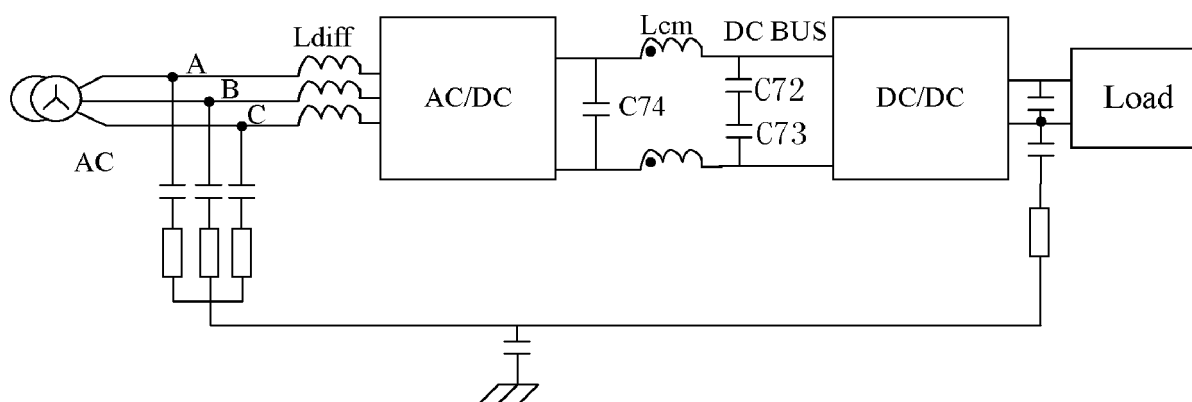 Ldiff
Lcm
DC BUS
A
B
C
AC
AC/DC
C74
C72
C73
DC/DC
Load